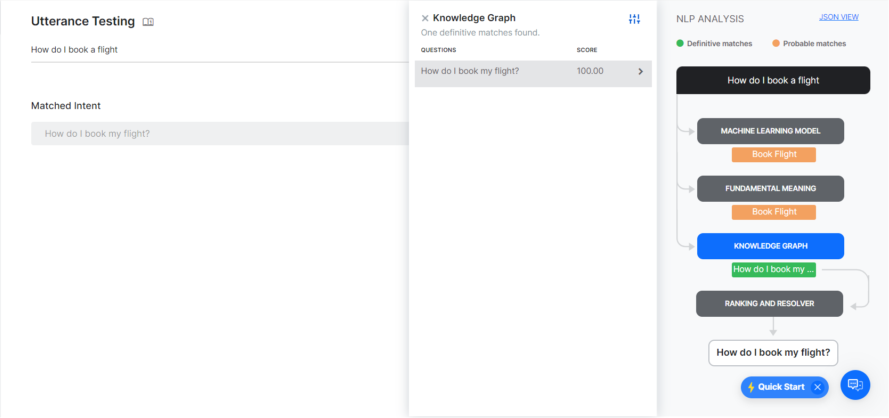 Utterance Testing
How do I book a flight
Matched Intent
How do I book my flight?
Knowledge Graph
One definitive matches found.
QUESTIONS SCORE
How do I book my flight? 100.00
NLP ANALYSIS JSON VIEW
Definitive matches Probable matches
How do I book a flight
MACHINE LEARNING MODEL
Book Flight
FUNDAMENTAL MEANING
Book Flight
KNOWLEDGE GRAPH
How do I book my ...
RANKING AND RESOLVER
How do I book my flight?
Quick Start